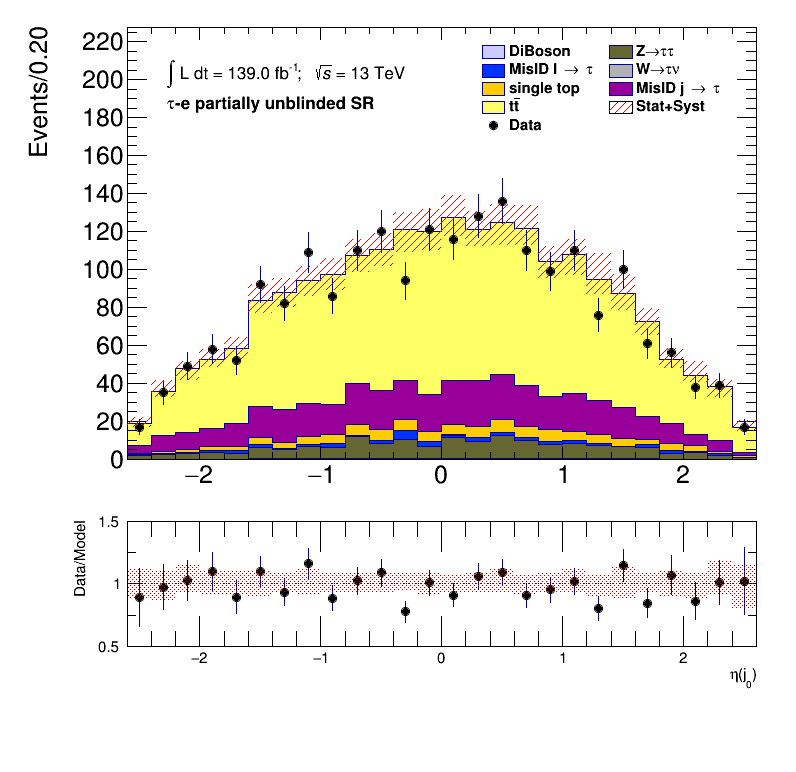 Events/0.20
220
200
180
160
140
120
100
80
60
40
20
0
∫ L dt = 139.0 fb⁻¹; √s = 13 TeV
τ-e partially unblinded SR
DiBoson Z→ττ
MisID l → τ W→τν
single top MisID j → τ
tt̄ Stat+Syst
Data
−2 −1 0 1 2
Data/Model
1.5
1
0.5
−2 −1 0 1 2
η(j₀)